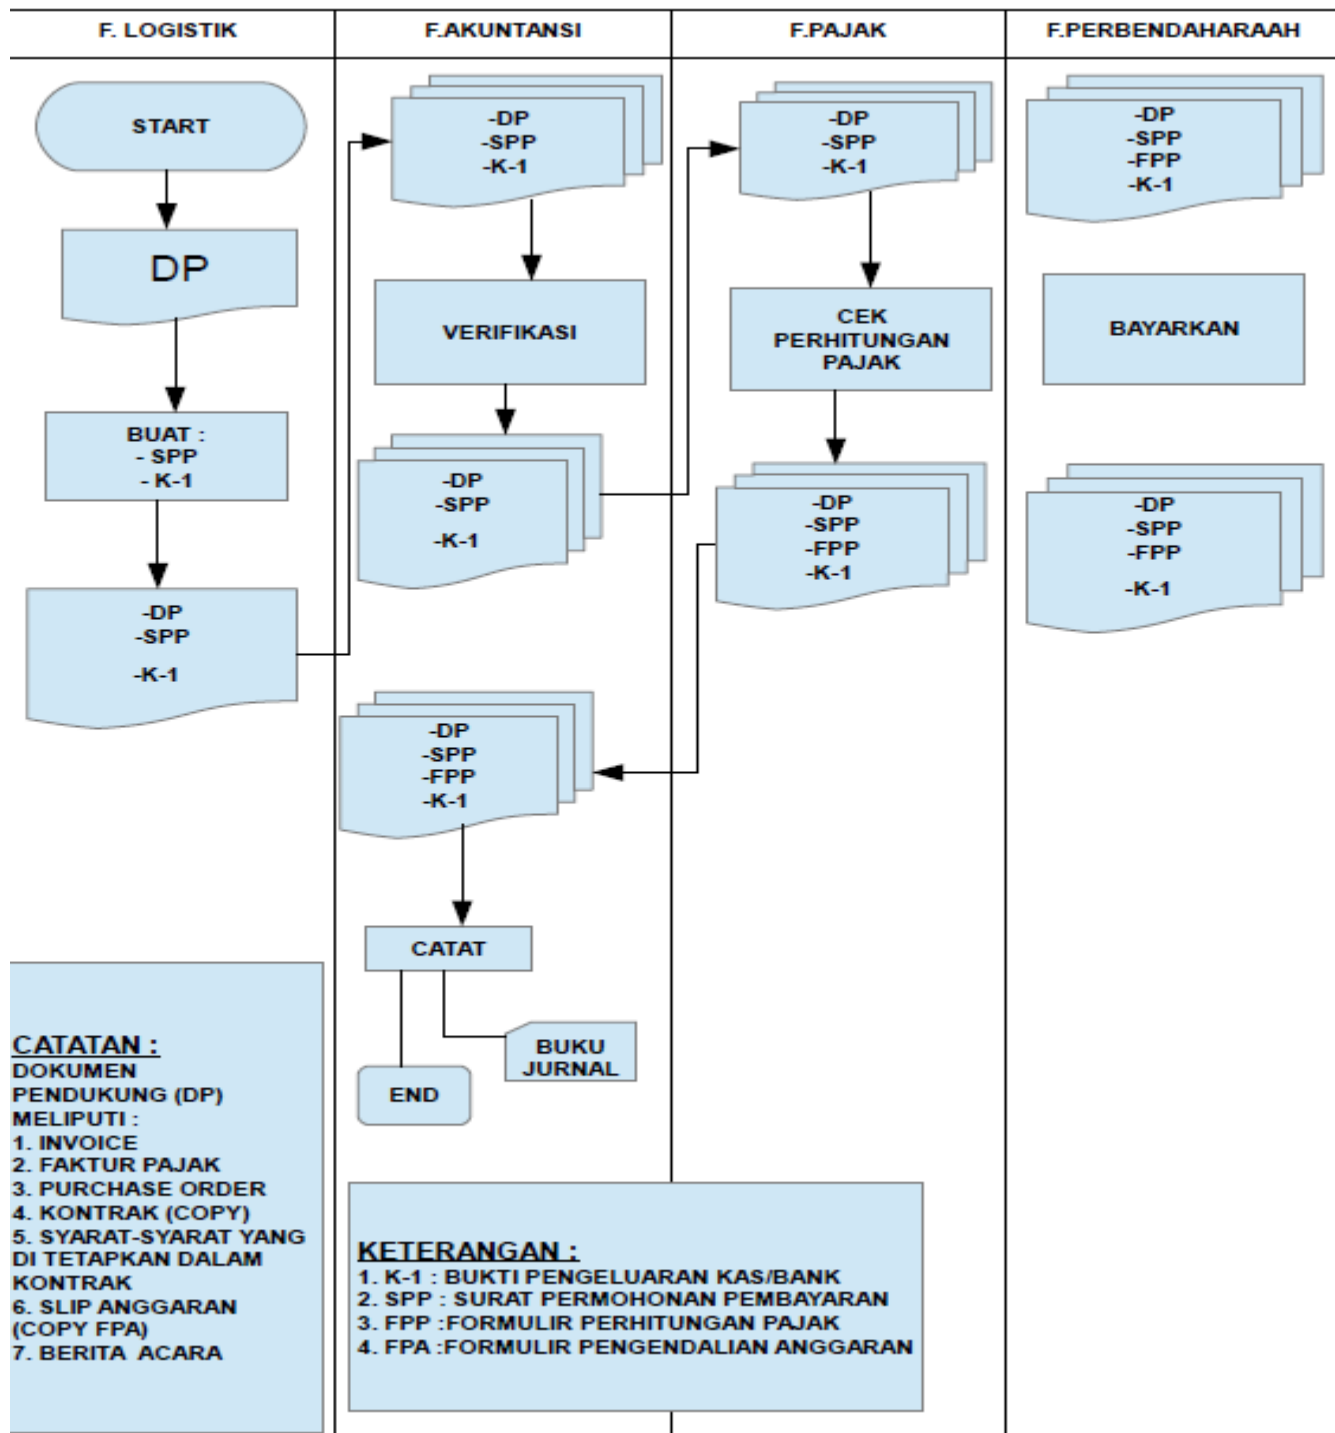 F. LOGISTIK
F.AKUNTANSI
F.PAJAK
F.PERBENDAHARAAH
START
DP
BUAT :
- SPP
- K-1
-DP
-SPP
-K-1
-DP
-SPP
-K-1
VERIFIKASI
-DP
-SPP
-K-1
-DP
-SPP
-FPP
-K-1
CATAT
BUKU
JURNAL
END
-DP
-SPP
-K-1
CEK
PERHITUNGAN
PAJAK
-DP
-SPP
-FPP
-K-1
-DP
-SPP
-FPP
-K-1
BAYARKAN
-DP
-SPP
-FPP
-K-1
CATATAN :
DOKUMEN
PENDUKUNG (DP)
MELIPUTI :
1. INVOICE
2. FAKTUR PAJAK
3. PURCHASE ORDER
4. KONTRAK (COPY)
5. SYARAT-SYARAT YANG
DI TETAPKAN DALAM
KONTRAK
6. SLIP ANGGARAN
(COPY FPA)
7. BERITA ACARA
KETERANGAN :
1. K-1 : BUKTI PENGELUARAN KAS/BANK
2. SPP : SURAT PERMOHONAN PEMBAYARAN
3. FPP :FORMULIR PERHITUNGAN PAJAK
4. FPA :FORMULIR PENGENDALIAN ANGGARAN